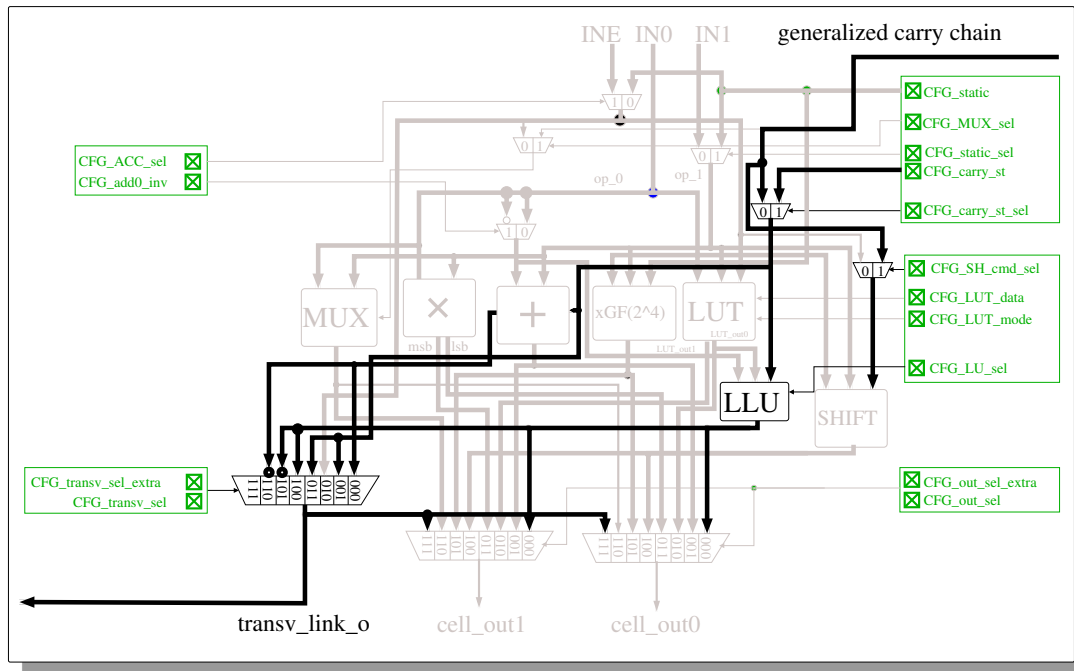 INE IN0 IN1
generalized carry chain
CFG_static
1 0
CFG_MUX_sel
0 1
CFG_ACC_sel
CFG_static_sel
0 1
CFG_carry_st
CFG_add0_inv
op_0
op_1
CFG_carry_st_sel
0 1
1 0
CFG_SH_cmd_sel
0 1
CFG_LUT_data
MUX
×
+
xGF(2^4)
LUT
CFG_LUT_mode
LUT_out0
msb
lsb
LUT_out1
CFG_LU_sel
LLU
SHIFT
CFG_transv_sel_extra
CFG_transv_sel
111 110 101 100 011 010 001 000
CFG_out_sel_extra
CFG_out_sel
111 110 101 100 011 010 001 000
111 110 101 100 011 010 001 000
transv_link_o
cell_out1
cell_out0